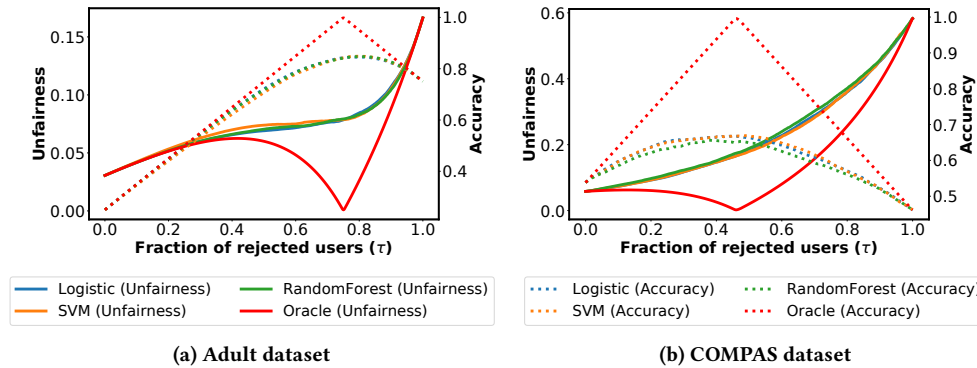 0.15
0.10
0.05
0.00
Unfairness
1.0
0.8
0.6
0.4
Accuracy
0.0 0.2 0.4 0.6 0.8 1.0
Fraction of rejected users (τ)
0.6
0.4
0.2
0.0
Unfairness
1.0
0.9
0.8
0.7
0.6
0.5
Accuracy
0.0 0.2 0.4 0.6 0.8 1.0
Fraction of rejected users (τ)
Logistic (Unfairness) RandomForest (Unfairness)
SVM (Unfairness) Oracle (Unfairness)
Logistic (Accuracy) RandomForest (Accuracy)
SVM (Accuracy) Oracle (Accuracy)
(a) Adult dataset
(b) COMPAS dataset